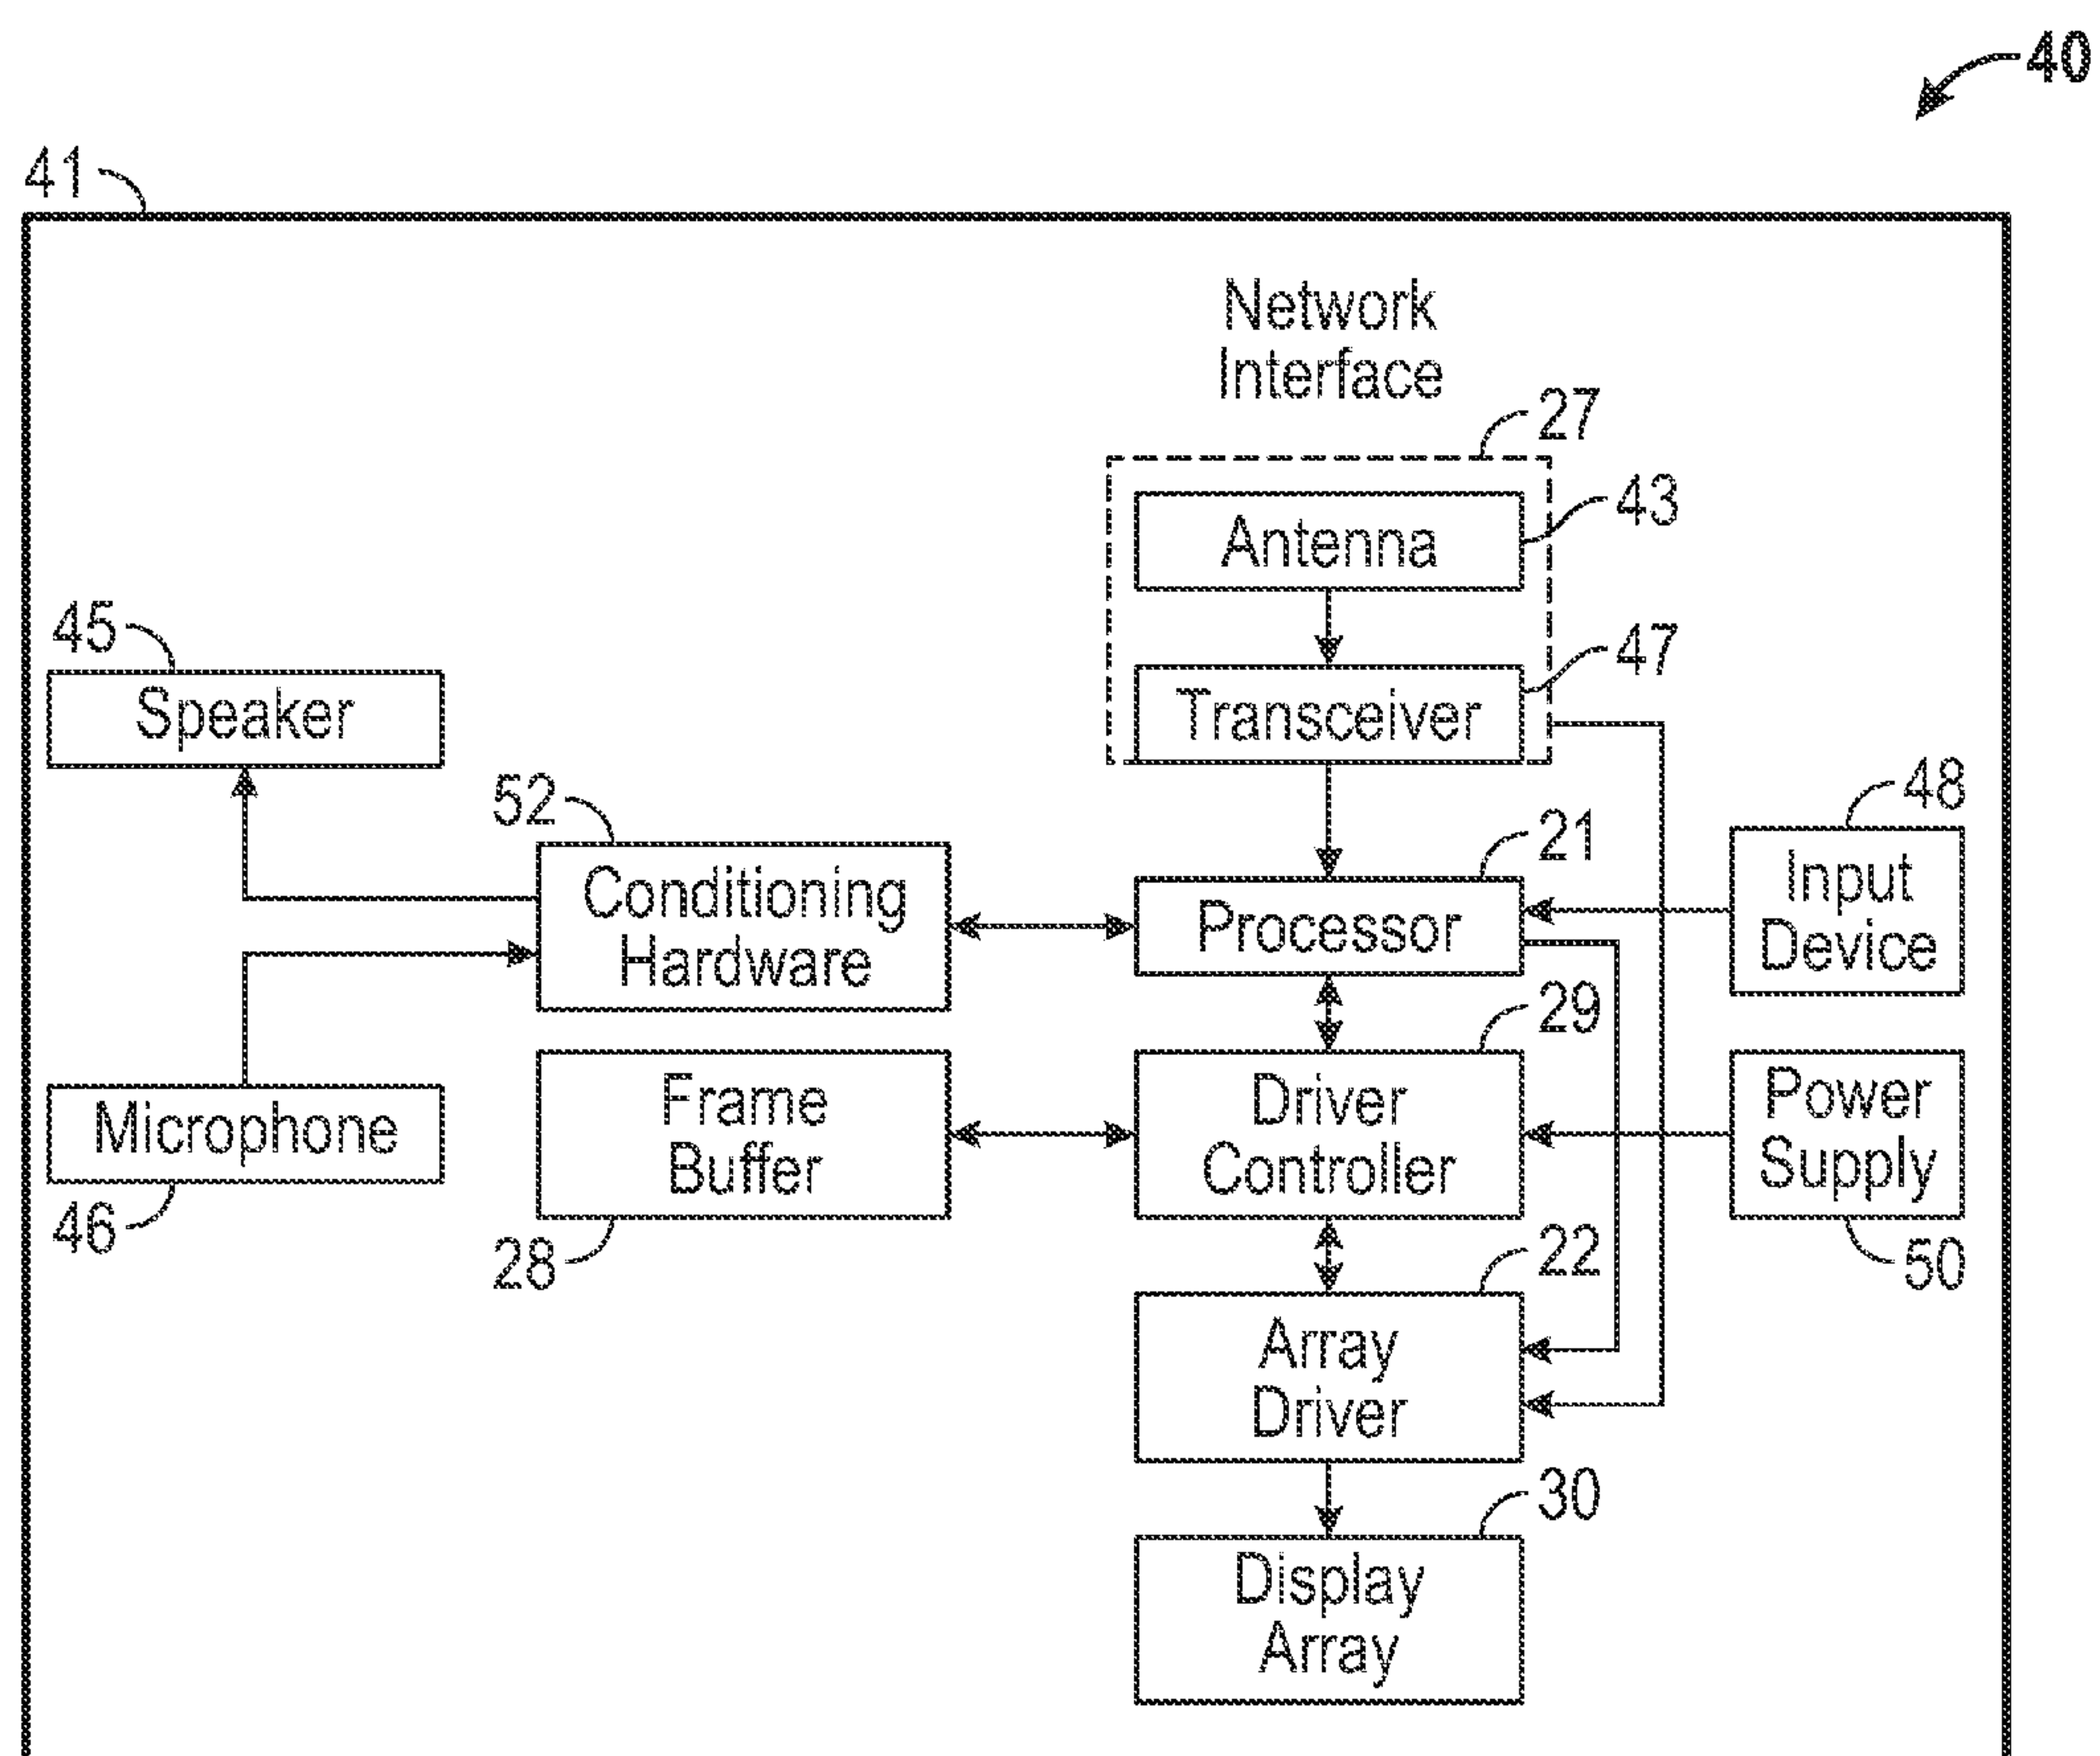 40
41
Network
Interface
27
Antenna
43
45
Speaker
Transceiver
47
52
Conditioning
Hardware
21
Processor
48
Input
Device
Microphone
46
Frame
Buffer
28
29
Driver
Controller
Power
Supply
50
22
Array
Driver
30
Display
Array